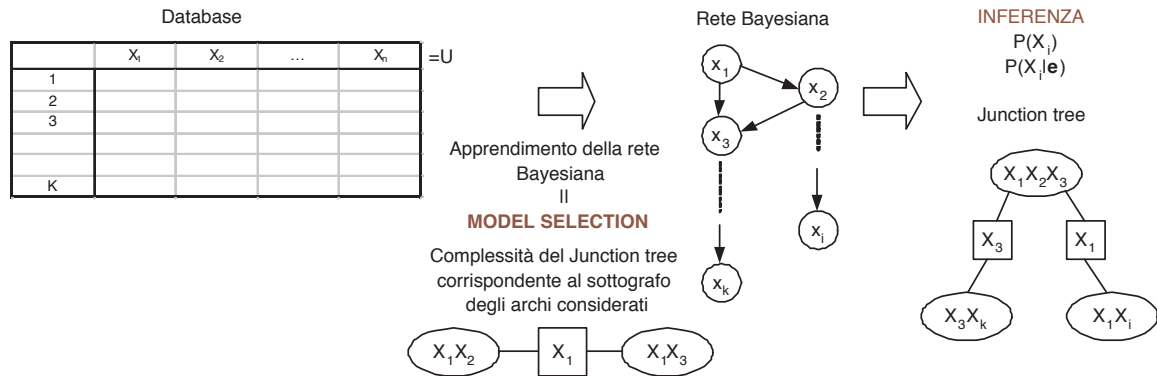 Database
X₁ X₂ ... Xₙ =U
1
2
3
K
Apprendimento della rete
Bayesiana
=
MODEL SELECTION
Complessità del Junction tree
corrispondente al sottografo
degli archi considerati
X₁X₂ X₁ X₁X₃
Rete Bayesiana
x₁
x₂
x₃
xᵢ
xₖ
INFERENZA
P(Xᵢ)
P(Xᵢ|e)
Junction tree
X₁X₂X₃
X₃ X₁
X₃Xₖ X₁Xᵢ